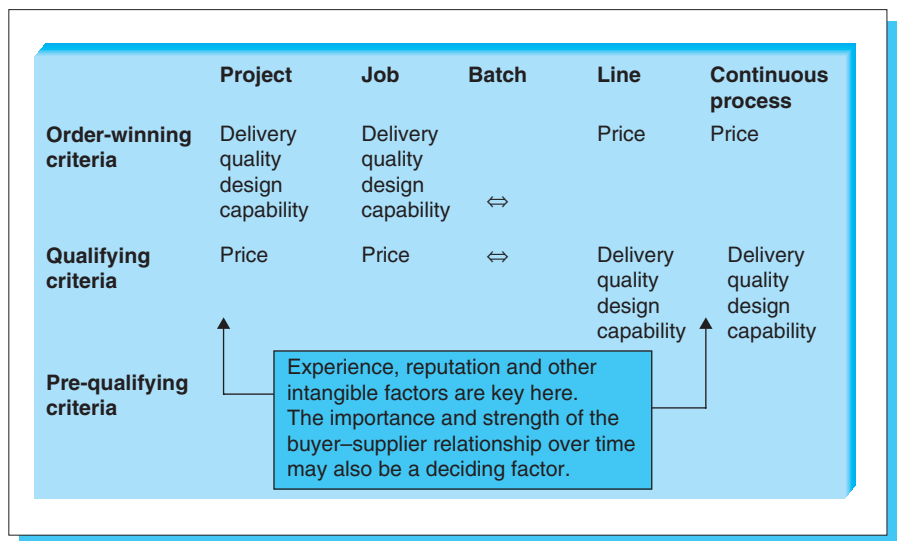 Project Job Batch Line Continuous
process
Order-winning
criteria
Delivery
quality
design
capability
Delivery
quality
design
capability
⇔
Price
Price
Qualifying
criteria
Price
Price
⇔
Delivery
quality
design
capability
Delivery
quality
design
capability
Pre-qualifying
criteria
Experience, reputation and other
intangible factors are key here.
The importance and strength of the
buyer–supplier relationship over time
may also be a deciding factor.